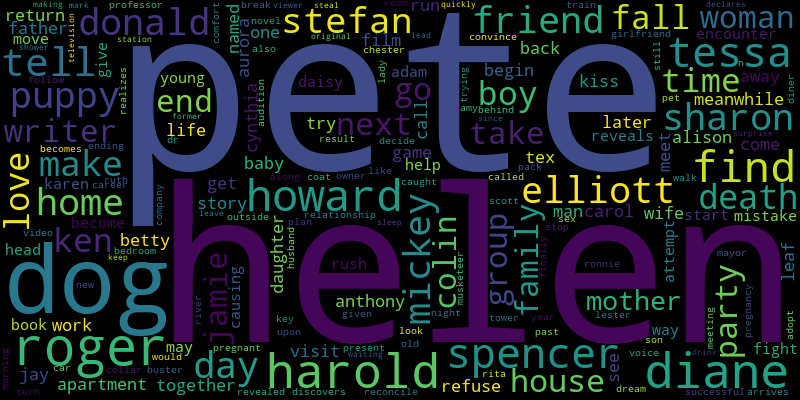 making mark professor comfort room break viewer steal quickly train declares
return donald named novel run girlfriend
father aurora one stefan original lead convince friend fall woman
move television station also film chester back still encounter
tell give pete adam lady trying begin tessa
follow shower realizes young cynthia daisy go amy kiss time away diner
puppy end audition behind boy pet meanwhile
former try next call since later sharon
writer life dr result decide take reveals
becomes ending baby game tex meet alison come
make karen career ruth help called find
love home company get along coat owner like caught pack scott man carol wife death surprise
become story howard elliott sex start mistake walk
ken betty outside relationship mickey colin group family stop
head video bedroom leave plan sleep daughter husband attempt mayor
keep dog jamie causing rush musketeer finally ronnie leaf
new helen anthony mother party pregnancy
river key given night tower year lester
book work roger may upon look past way son meeting adopt
would day visit present old spencer voice fight
jay car collar pregnant waiting harold rita see drink diane
morning apartment buster together refuse house dream arrives
turn revealed discovers reconcile successful